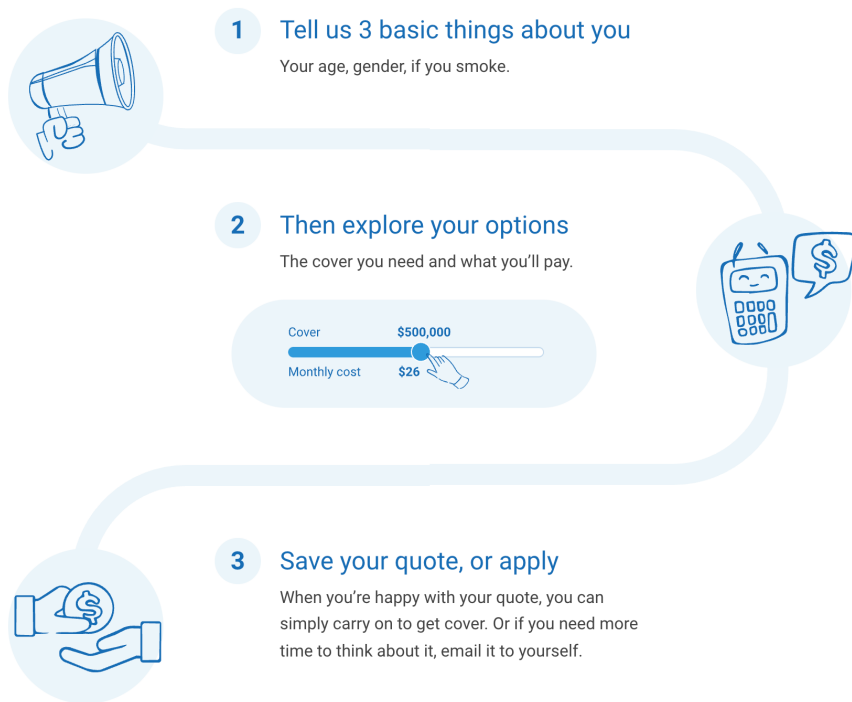 1
Tell us 3 basic things about you
Your age, gender, if you smoke.
2
Then explore your options
The cover you need and what you’ll pay.
$
Cover $500,000
Monthly cost $26
3
Save your quote, or apply
When you’re happy with your quote, you can
simply carry on to get cover. Or if you need more
time to think about it, email it to yourself.
$